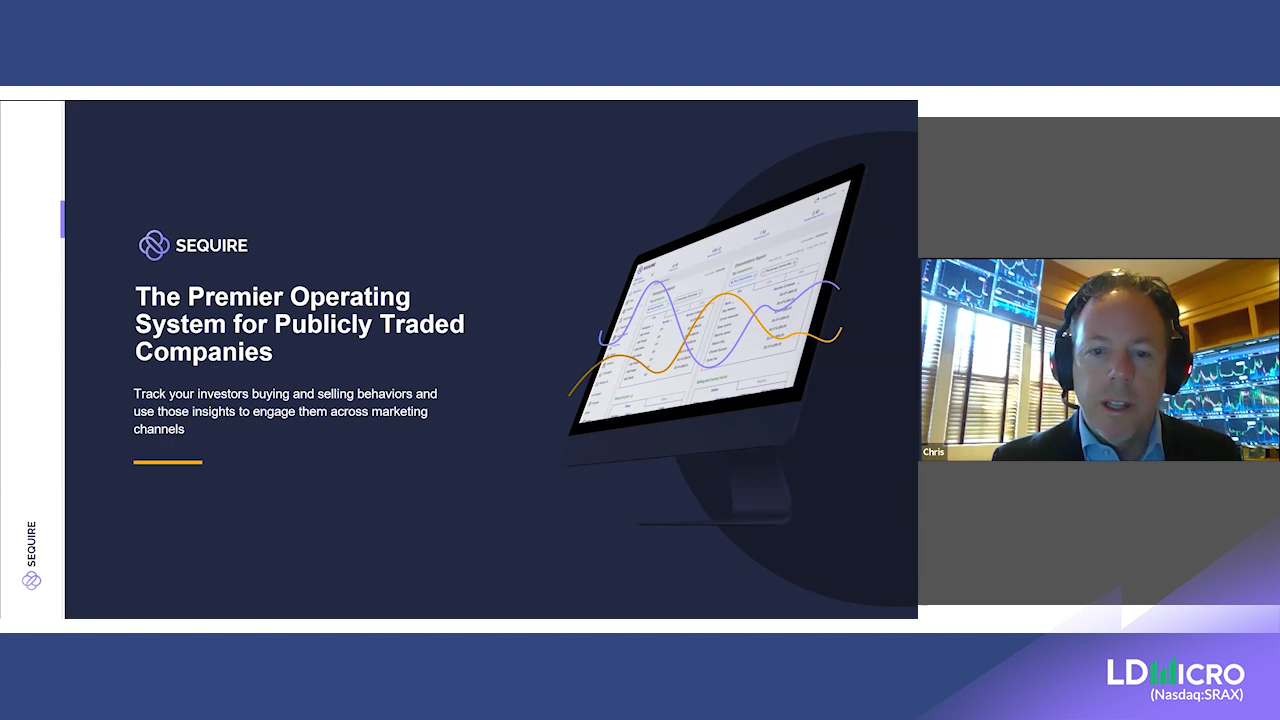 SEQUIRE
The Premier Operating
System for Publicly Traded
Companies
Track your investors buying and selling behaviors and
use those insights to engage them across marketing
channels
SEQUIRE
Chris
LDMICRO
(Nasdaq:SRAX)